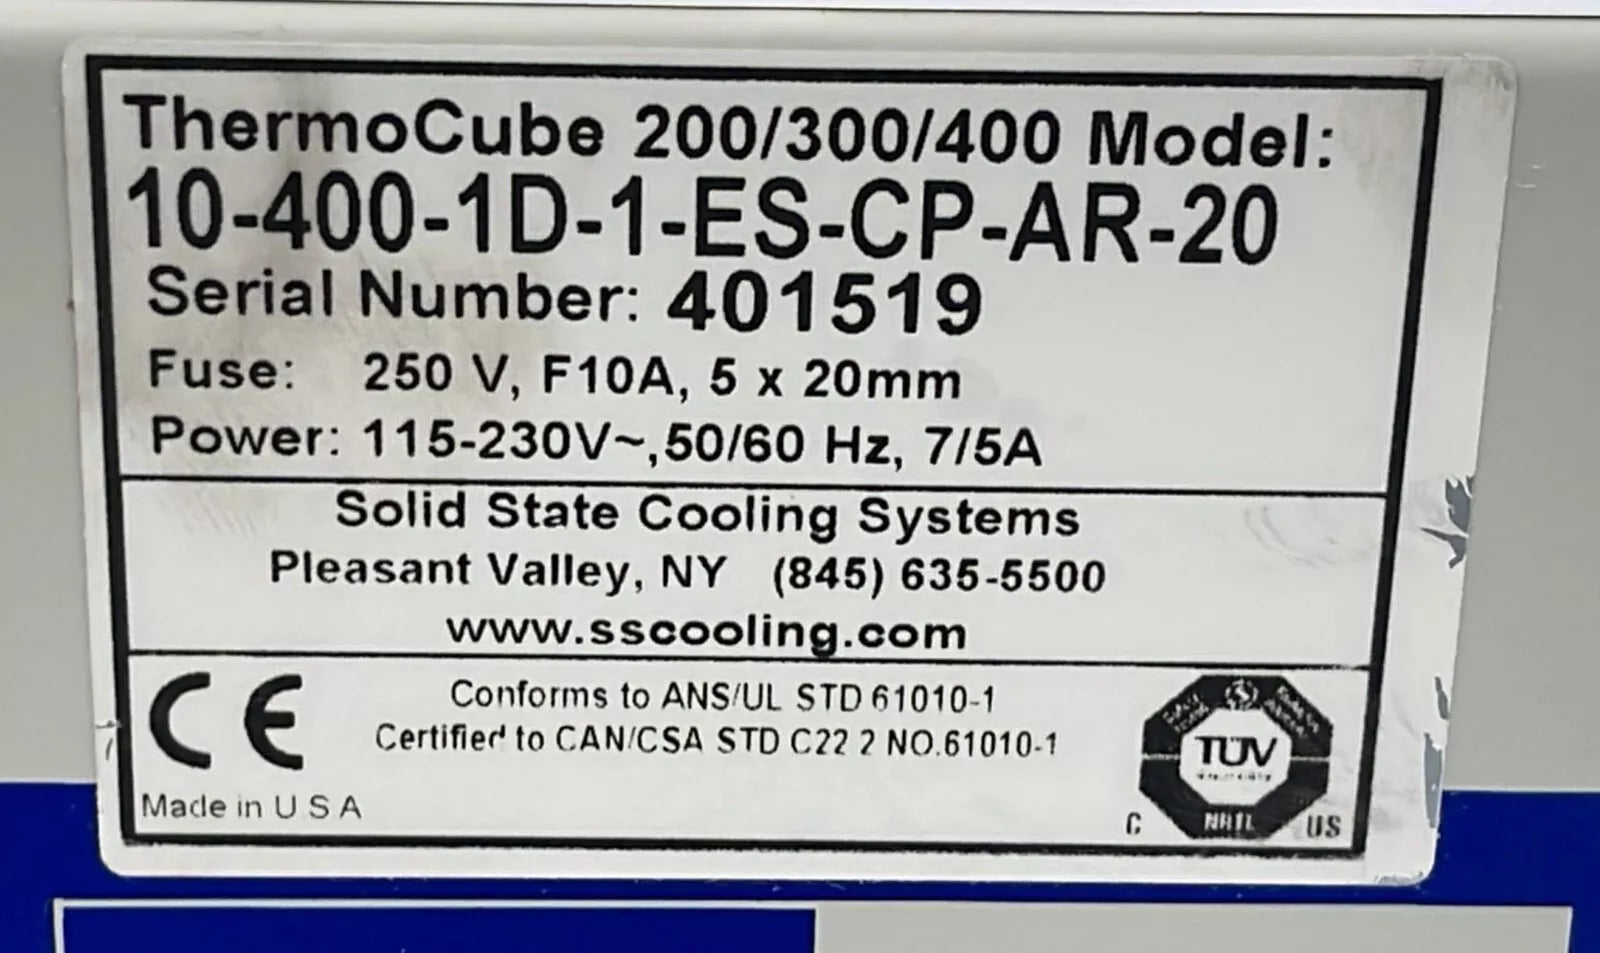 ThermoCube 200/300/400 Model:
10-400-1D-1-ES-CP-AR-20
Serial Number: 401519
Fuse: 250 V, F10A, 5 x 20mm
Power: 115-230V~,50/60 Hz, 7/5A
Solid State Cooling Systems
Pleasant Valley, NY (845) 635-5500
www.sscooling.com
CE
Conforms to ANS/UL STD 61010-1
Certified to CAN/CSA STD C22 2 NO.61010-1
Made in U S A
TÜV
C NRTL US